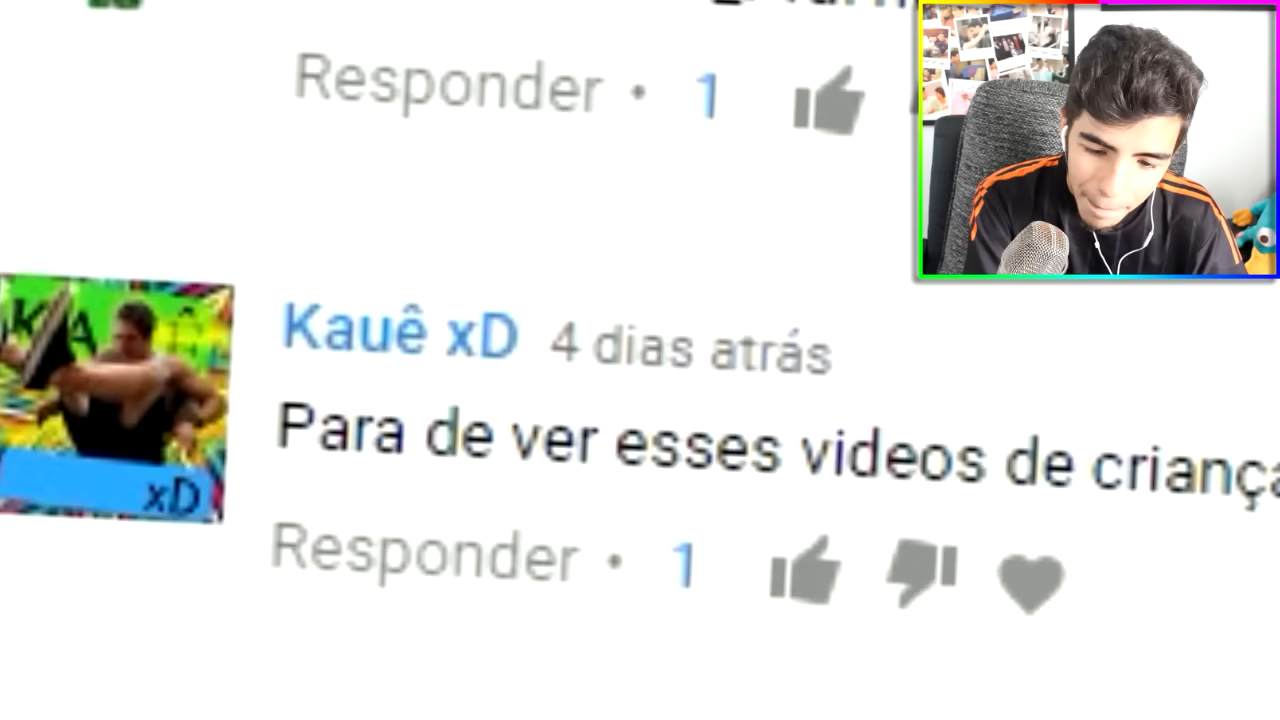 Responder • 1
Kauê xD 4 dias atrás
Para de ver esses videos de criança
xD
Responder • 1